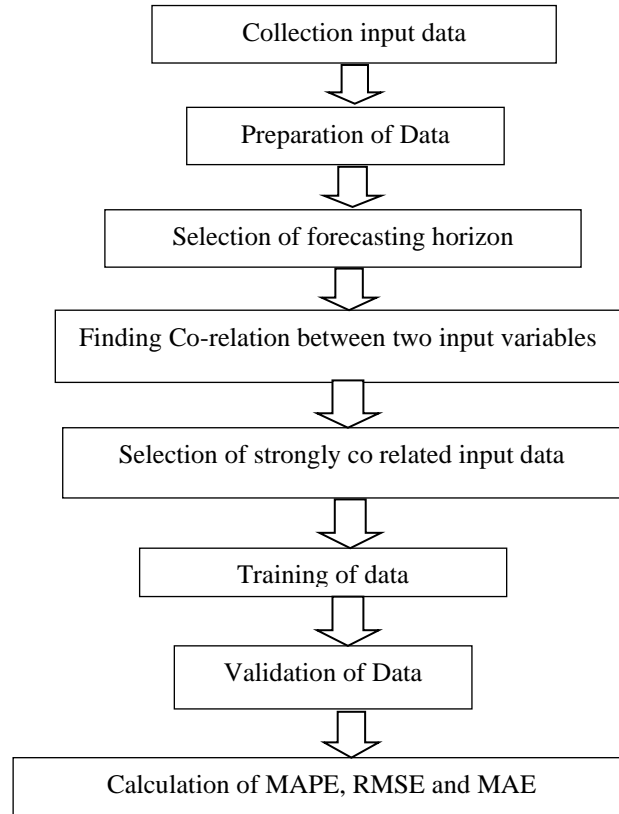 Collection input data
Preparation of Data
Selection of forecasting horizon
Finding Co-relation between two input variables
Selection of strongly co related input data
Training of data
Validation of Data
Calculation of MAPE, RMSE and MAE